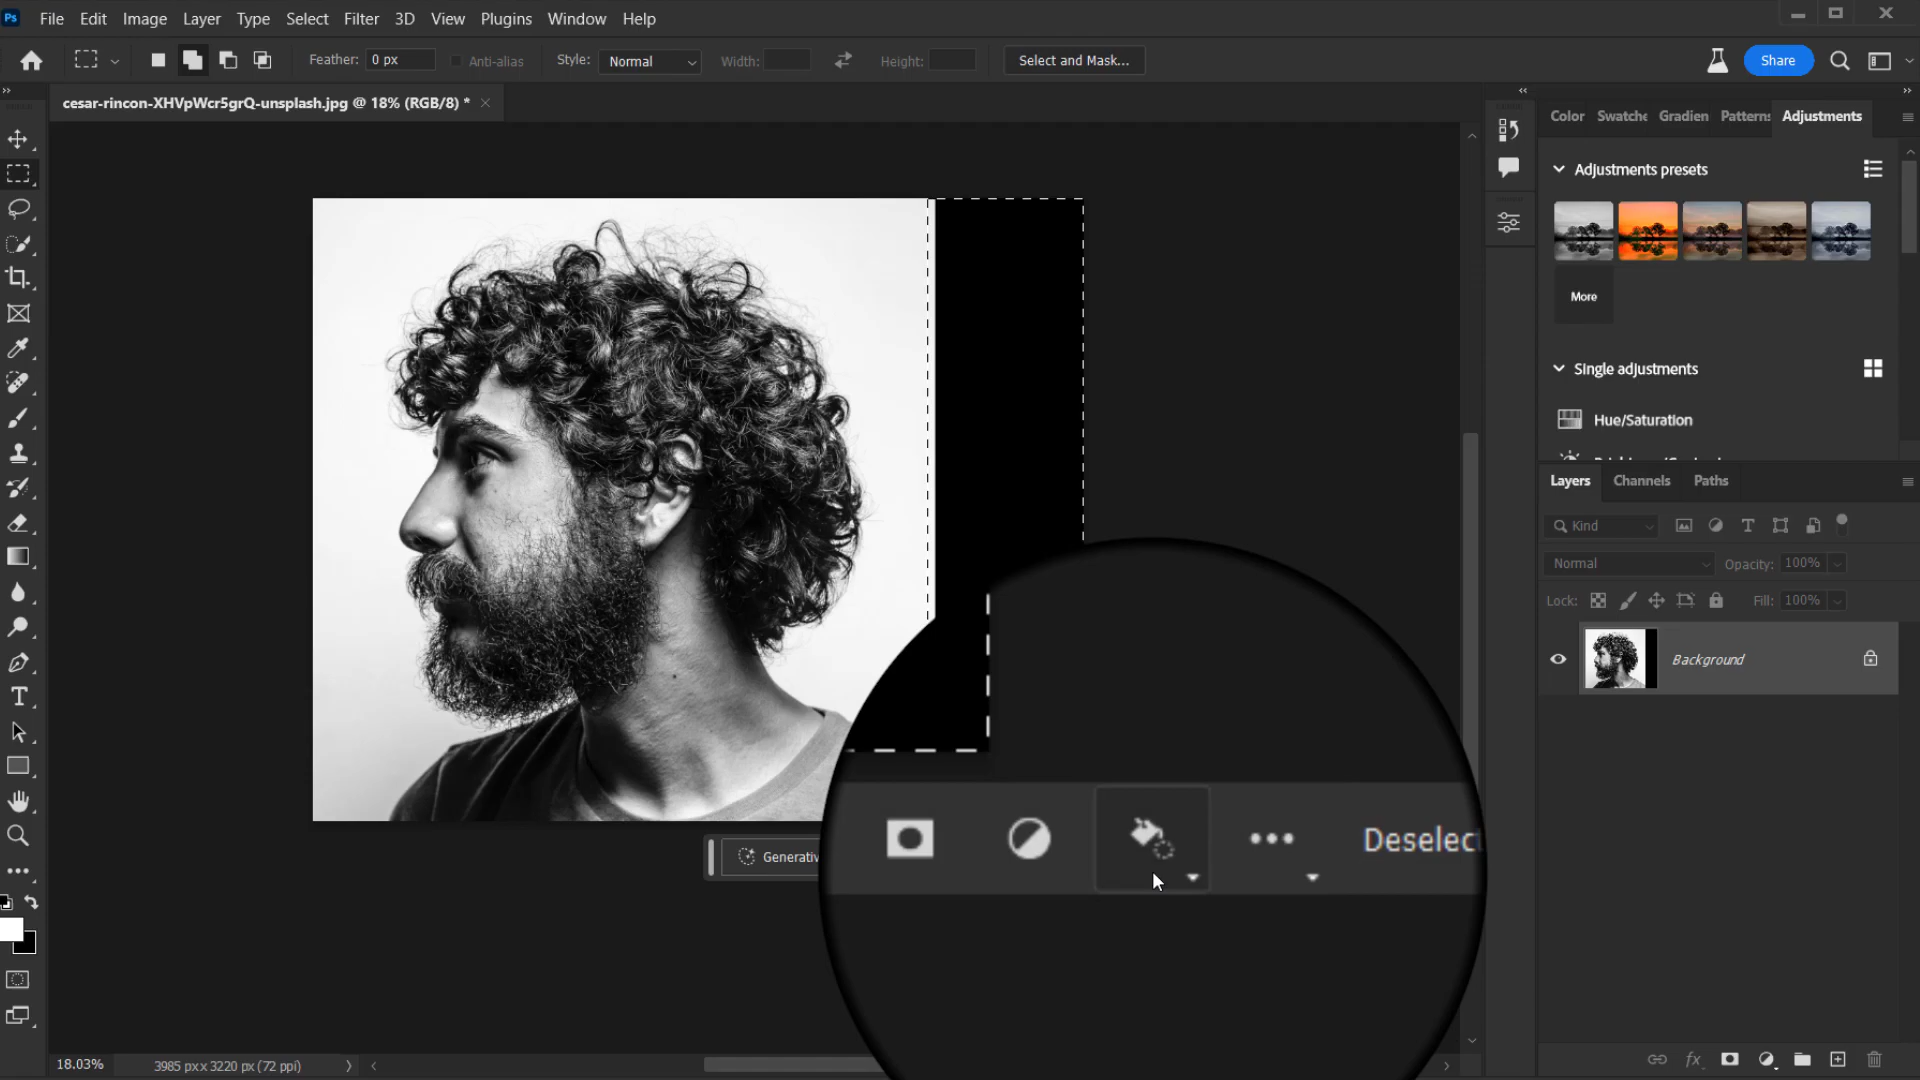 Ps File Edit Image Layer Type Select Filter 3D View Plugins Window Help
Feather: 0 px Anti-alias Style: Normal Width: Height: Select and Mask... Share
cesar-rincon-XHVpWcr5grQ-unsplash.jpg @ 18% (RGB/8) *
Color Swatche Gradien Patterns Adjustments
Adjustments presets
More
Single adjustments
Hue/Saturation
Layers Channels Paths
Kind
Normal Opacity: 100%
Lock: Fill: 100%
Background
Generativ
Deselect
18.03% 3985 px x 3220 px (72 ppi)
fx